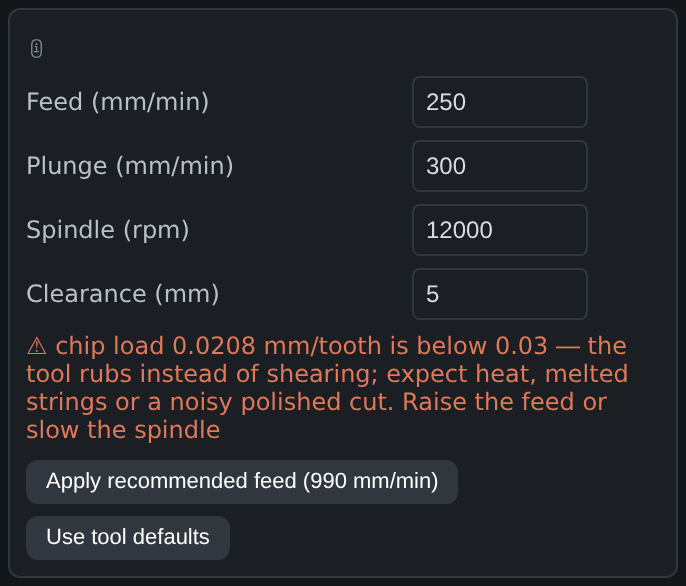 Feed (mm/min) 250
Plunge (mm/min) 300
Spindle (rpm) 12000
Clearance (mm) 5
⚠ chip load 0.0208 mm/tooth is below 0.03 — the
tool rubs instead of shearing; expect heat, melted
strings or a noisy polished cut. Raise the feed or
slow the spindle
Apply recommended feed (990 mm/min)
Use tool defaults